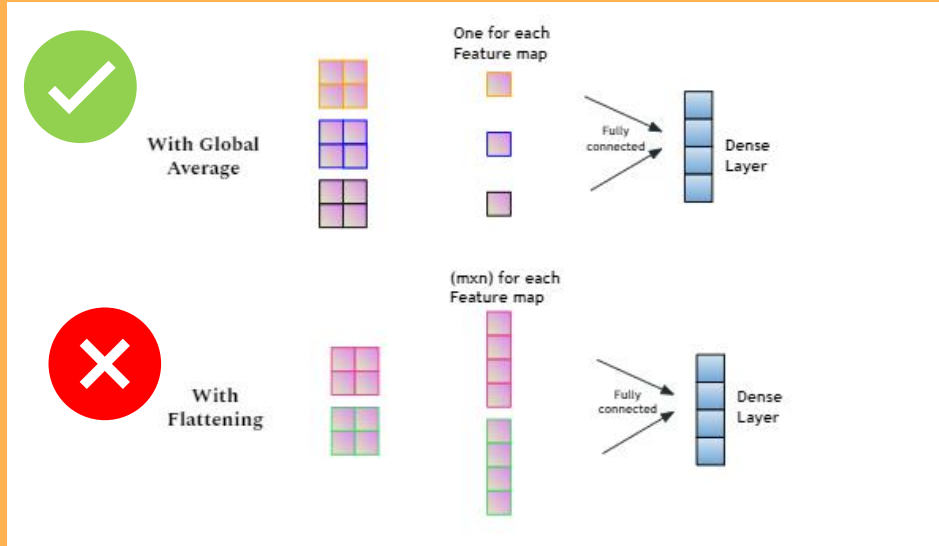 One for each
Feature map
With Global
Average
Fully
connected
Dense
Layer
(mxn) for each
Feature map
With
Flattening
Fully
connected
Dense
Layer